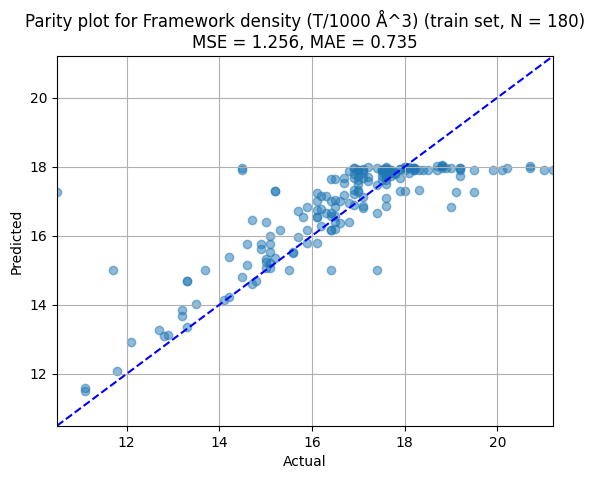 Parity plot for Framework density (T/1000 Å^3) (train set, N = 180)
MSE = 1.256, MAE = 0.735
20
18
16
14
12
Predicted
12 14 16 18 20
Actual